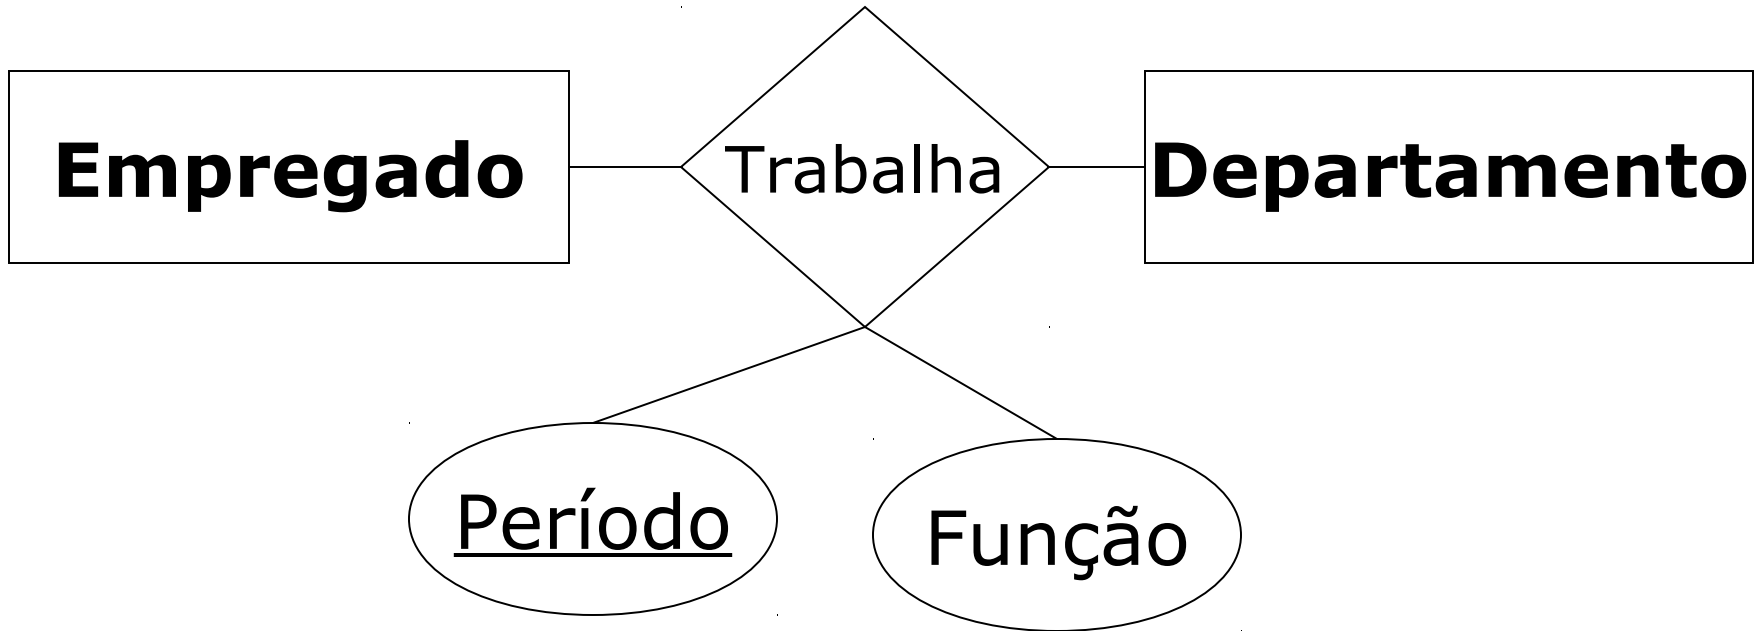 Empregado
Trabalha
Departamento
Período
Função